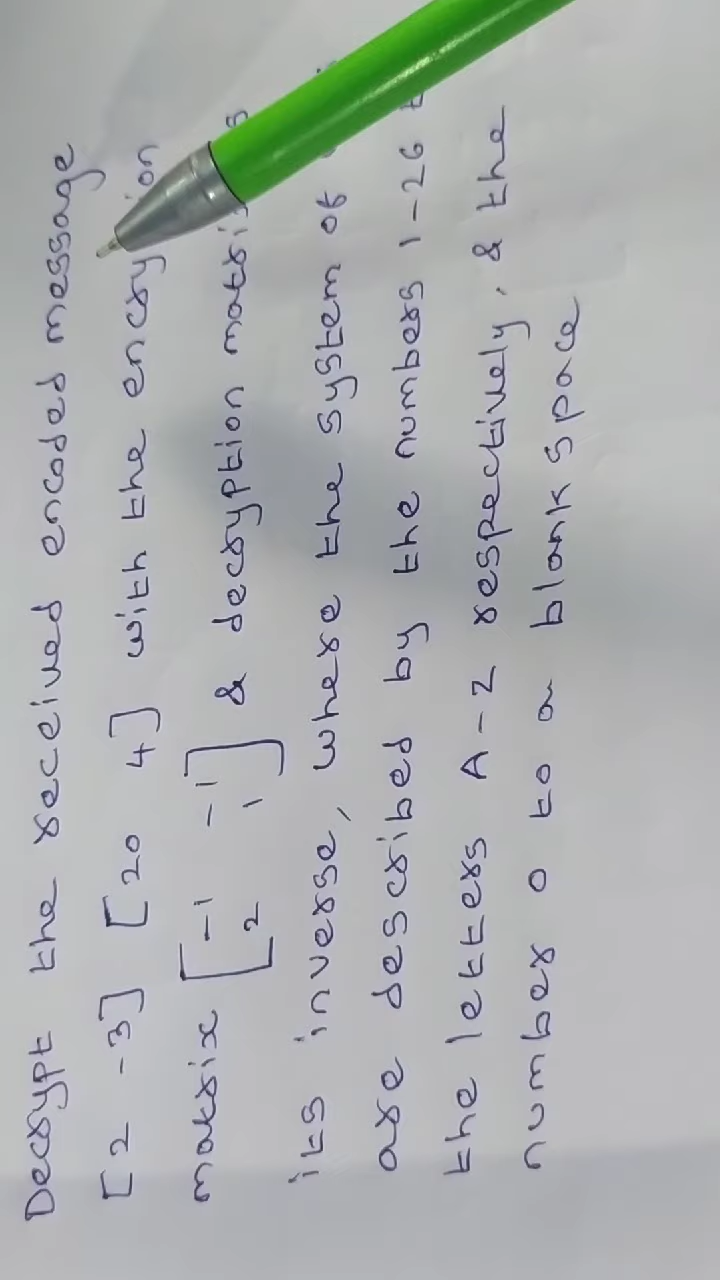 Decrypt the received encoded message
[2 -3] [20 4] with the encryption
matrix [-1 -1
2 1] & decryption matrix
its inverse, where the system of
are described by the numbers 1-26
the letters A-Z respectively. & the
number 0 to a blank space